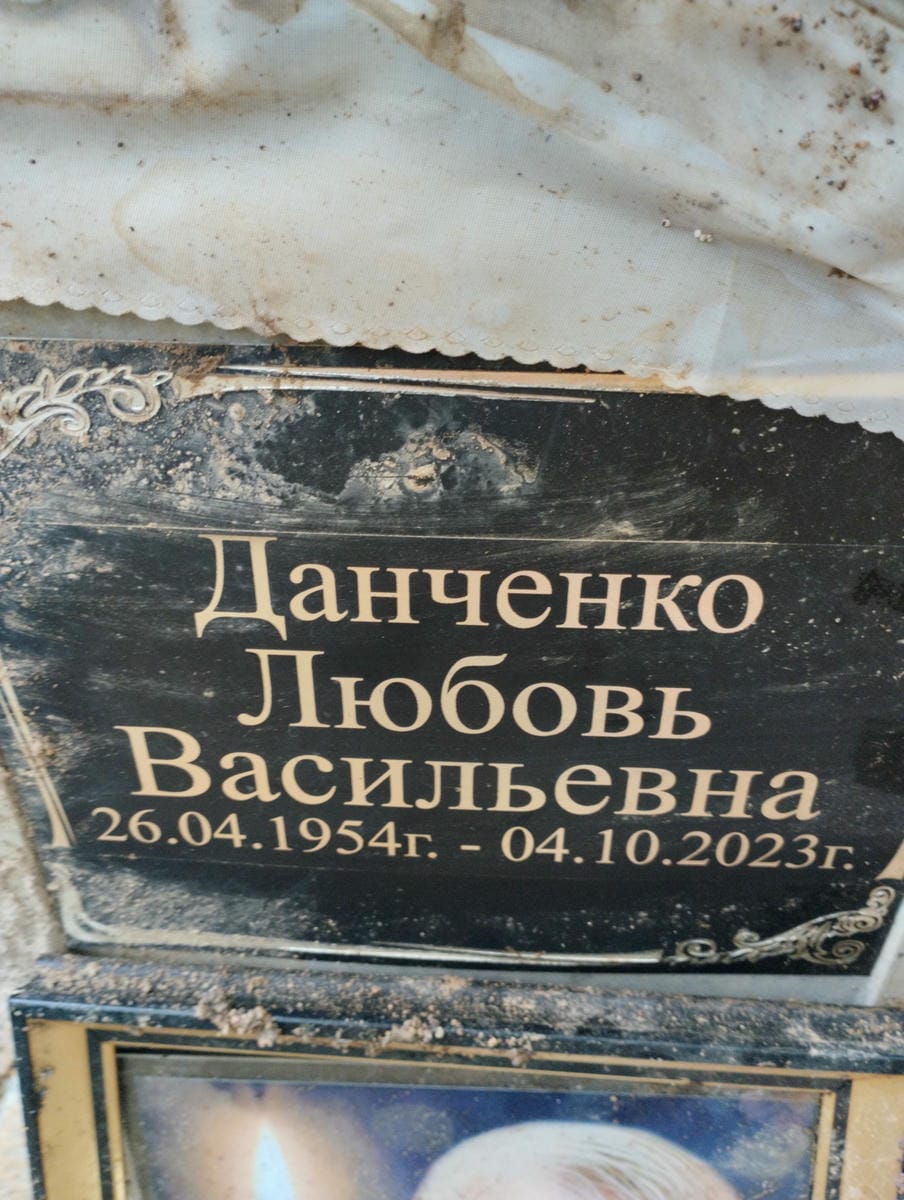 Данченко
Любовь
Васильевна
26.04.1954г. - 04.10.2023г.